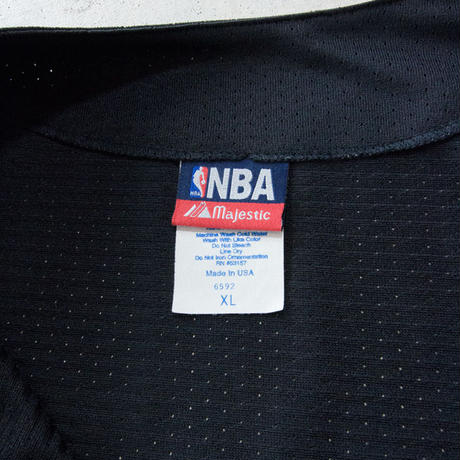 NBA
NBA
Majestic
Machine Wash Cold Water
Wash With Like Color
Do Not Bleach
Line Dry
Do Not Iron Ornamentation
RN #53157
Made In USA
6592
XL